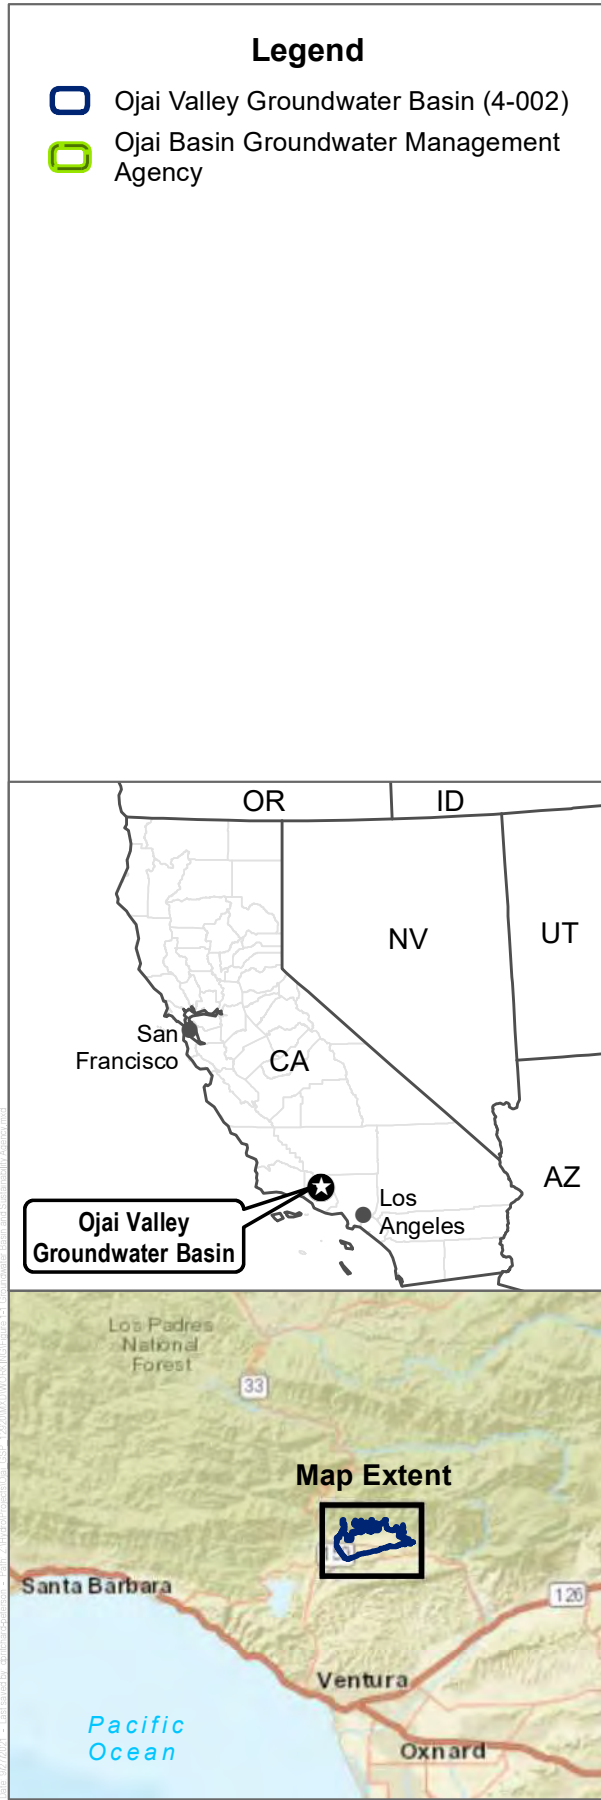 Legend
Ojai Valley Groundwater Basin (4-002)
Ojai Basin Groundwater Management
Agency
OR
ID
NV
UT
San
Francisco
CA
AZ
Los
Angeles
Ojai Valley
Groundwater Basin
Los Padres
National
Forest
33
Map Extent
Santa Barbara
126
Ventura
Pacific
Ocean
Oxnard